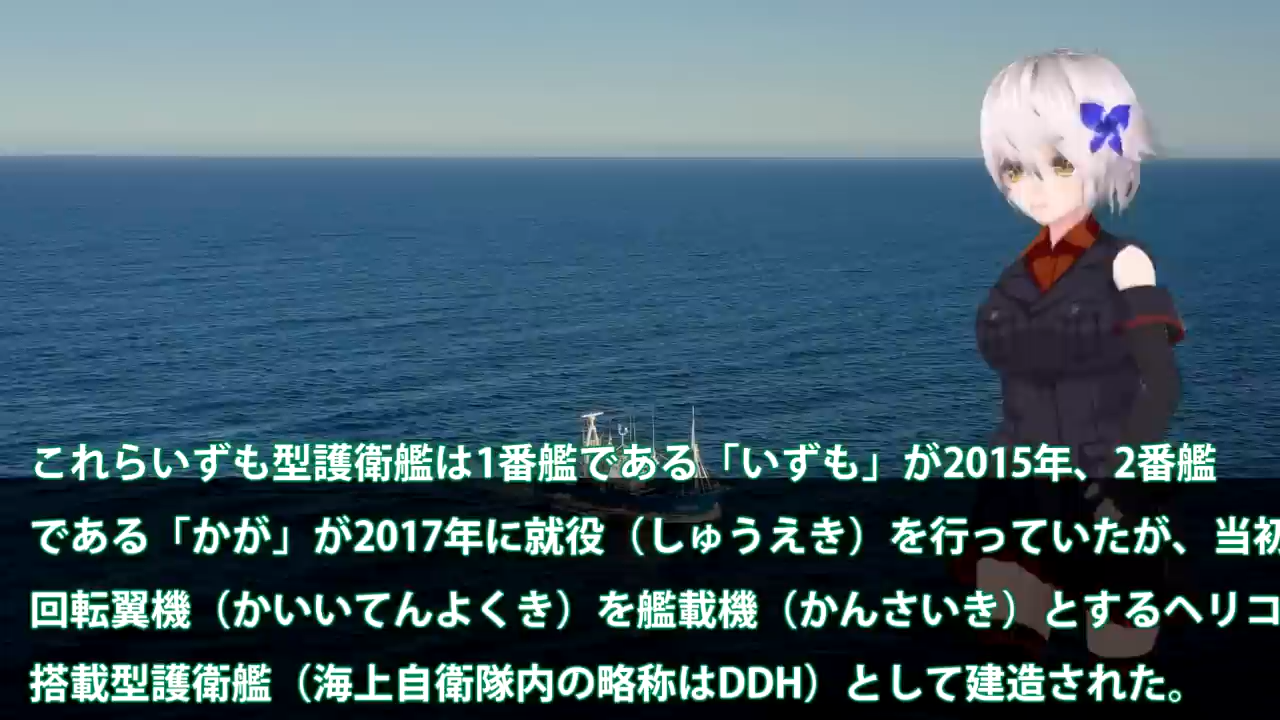 これらいずも型護衛艦は1番艦である「いずも」が2015年、2番艦
である「かが」が2017年に就役（しゅうえき）を行っていたが、当初
回転翼機（かいいてんよくき）を艦載機（かんさいき）とするヘリコ
搭載型護衛艦（海上自衛隊内の略称はDDH）として建造された。